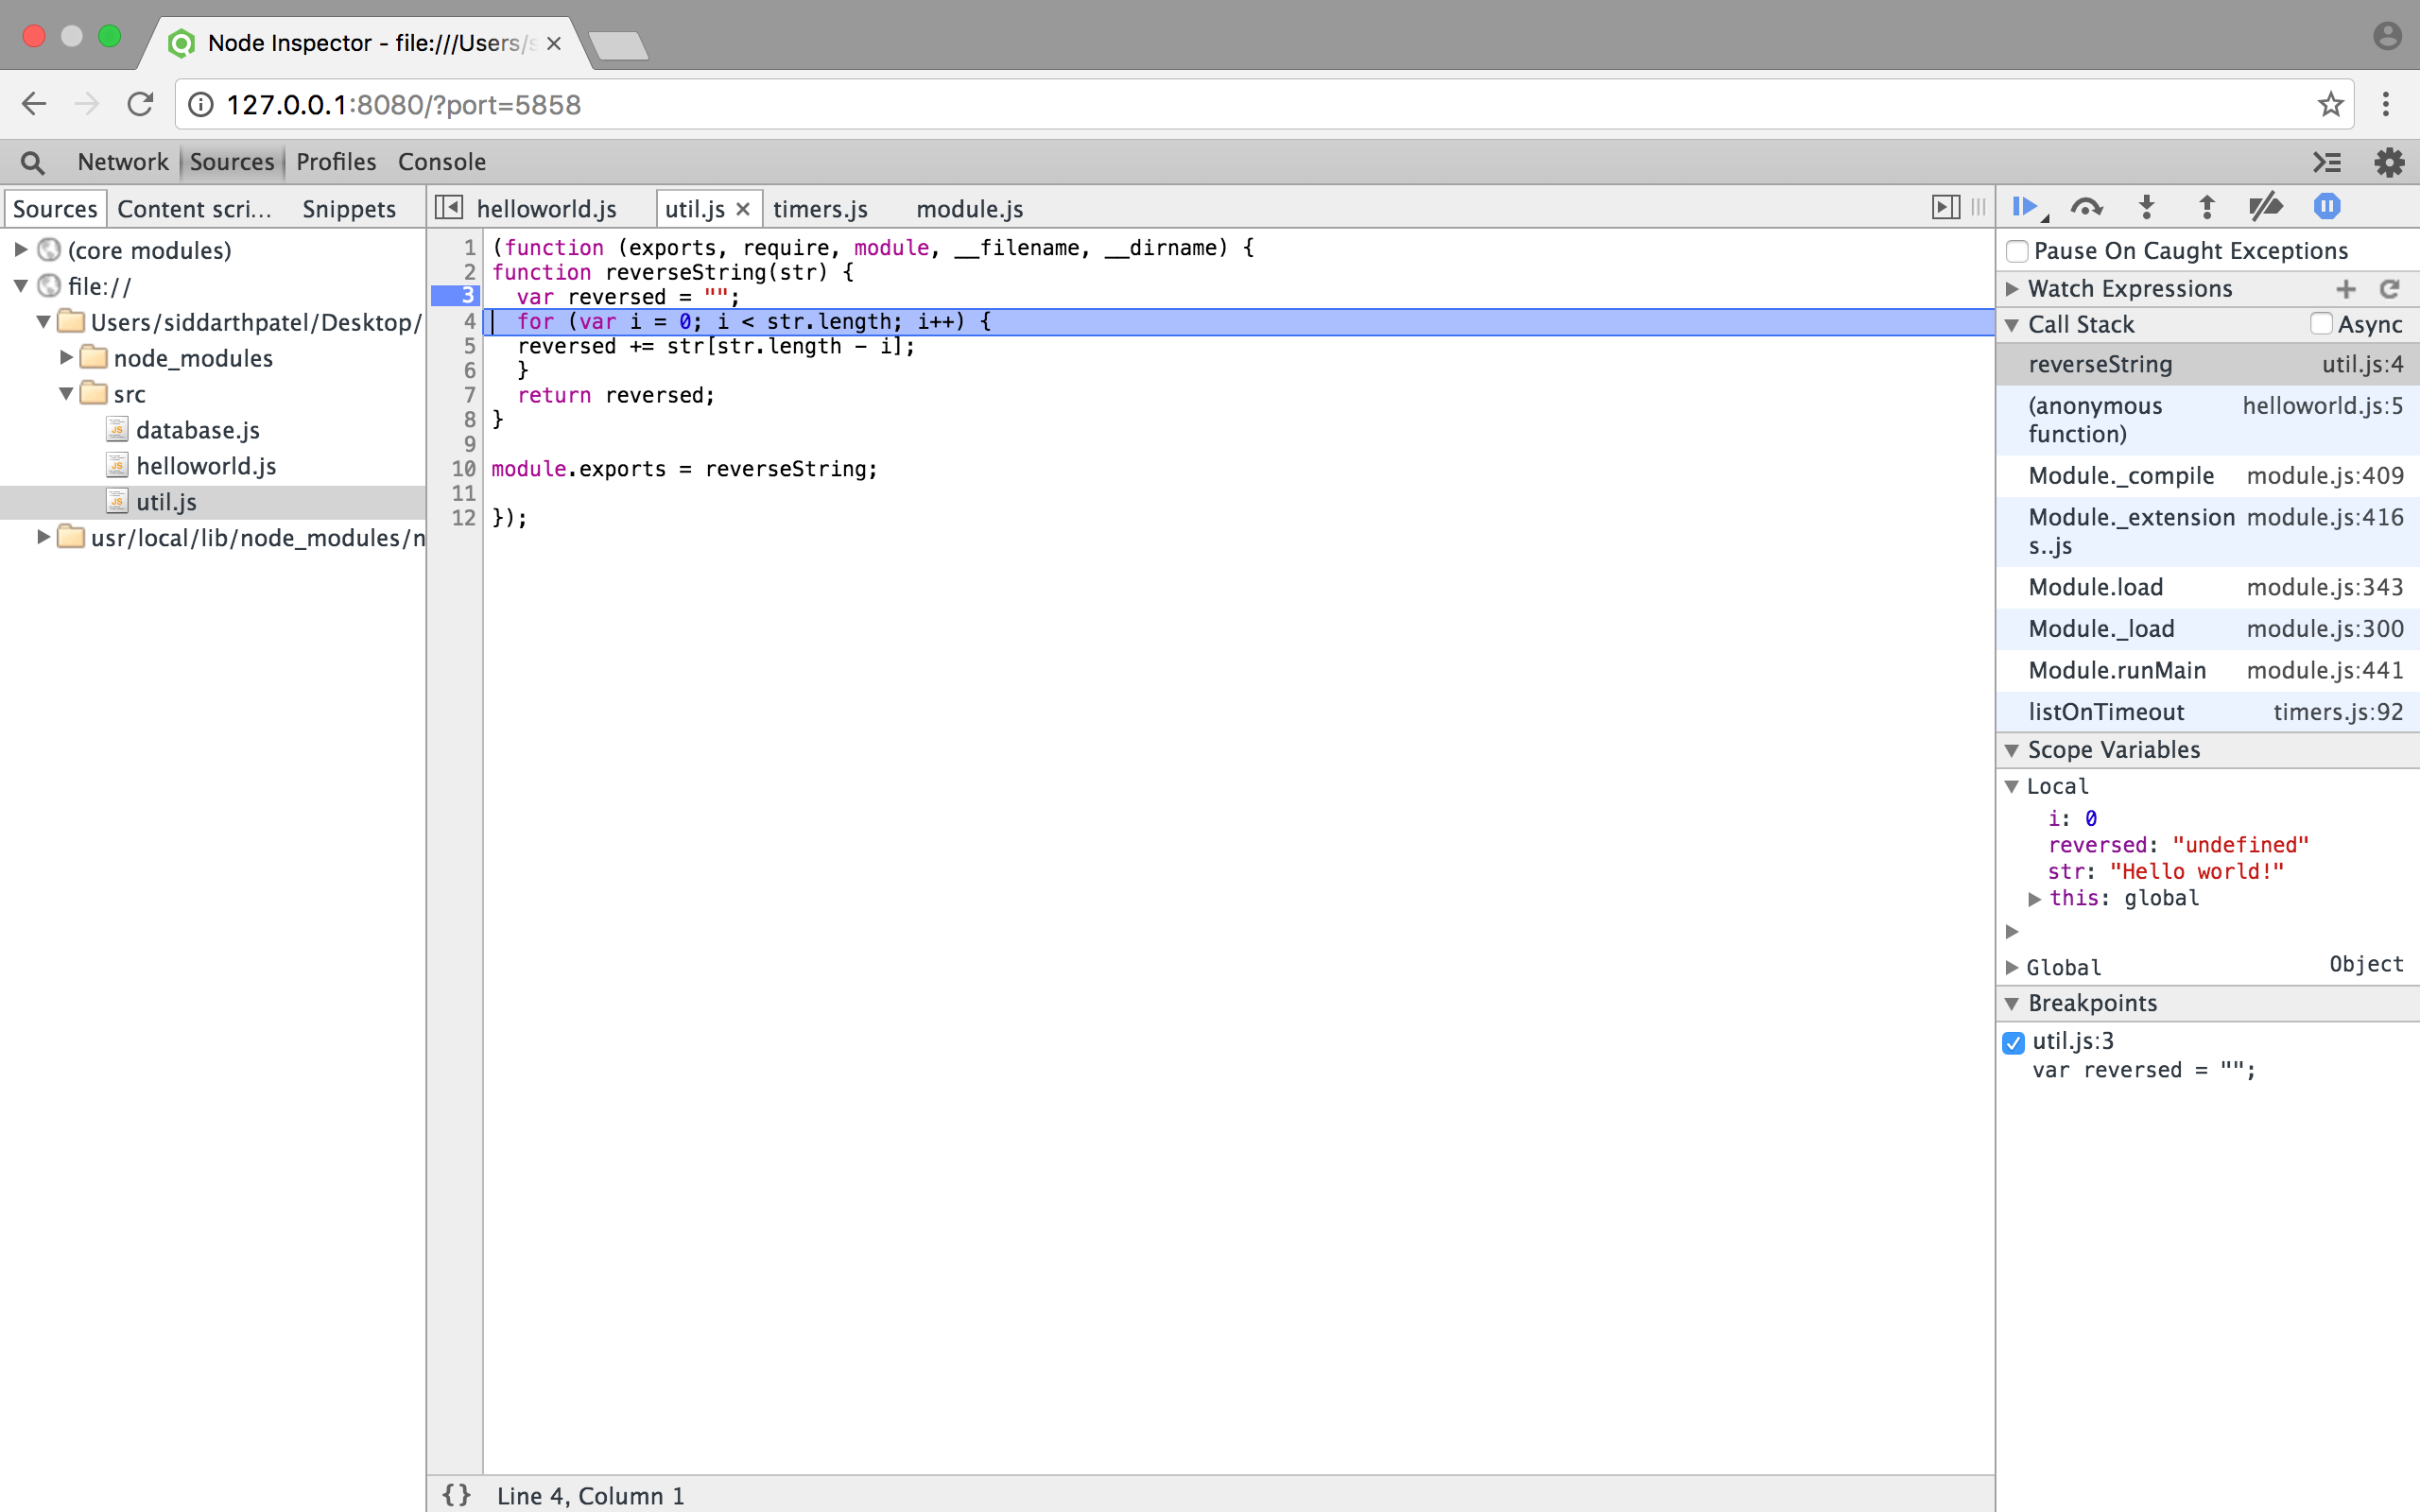 Node Inspector - file:///Users/s
127.0.0.1:8080/?port=5858
Network Sources Profiles Console
Sources Content scri... Snippets
(core modules)
file://
Users/siddarthpatel/Desktop/
node_modules
src
database.js
helloworld.js
util.js
usr/local/lib/node_modules/n
helloworld.js util.js timers.js module.js
1 (function (exports, require, module, __filename, __dirname) {
2 function reverseString(str) {
3 var reversed = "";
4 for (var i = 0; i < str.length; i++) {
5 reversed += str[str.length - i];
6 }
7 return reversed;
8 }
9
10 module.exports = reverseString;
11
12 });
{} Line 4, Column 1
Pause On Caught Exceptions
Watch Expressions
Call Stack Async
reverseString util.js:4
(anonymous helloworld.js:5
function)
Module._compile module.js:409
Module._extension module.js:416
s..js
Module.load module.js:343
Module._load module.js:300
Module.runMain module.js:441
listOnTimeout timers.js:92
Scope Variables
Local
i: 0
reversed: "undefined"
str: "Hello world!"
this: global
Global Object
Breakpoints
util.js:3
var reversed = "";